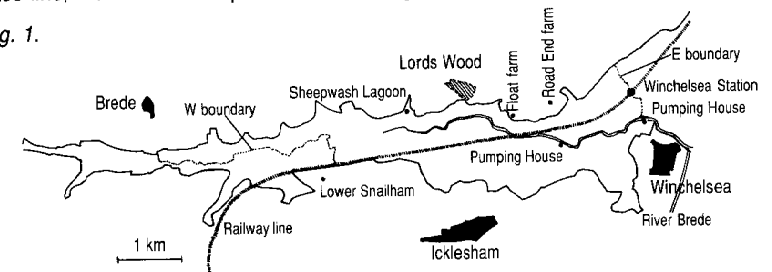 g. 1.
Lords Wood
Float farm
Road End farm
E boundary
Brede
W boundary
Sheepwash Lagoon
Winchelsea Station
Pumping House
Pumping House
Winchelsea
Lower Snailham
River Brede
Railway line
1 km
Icklesham